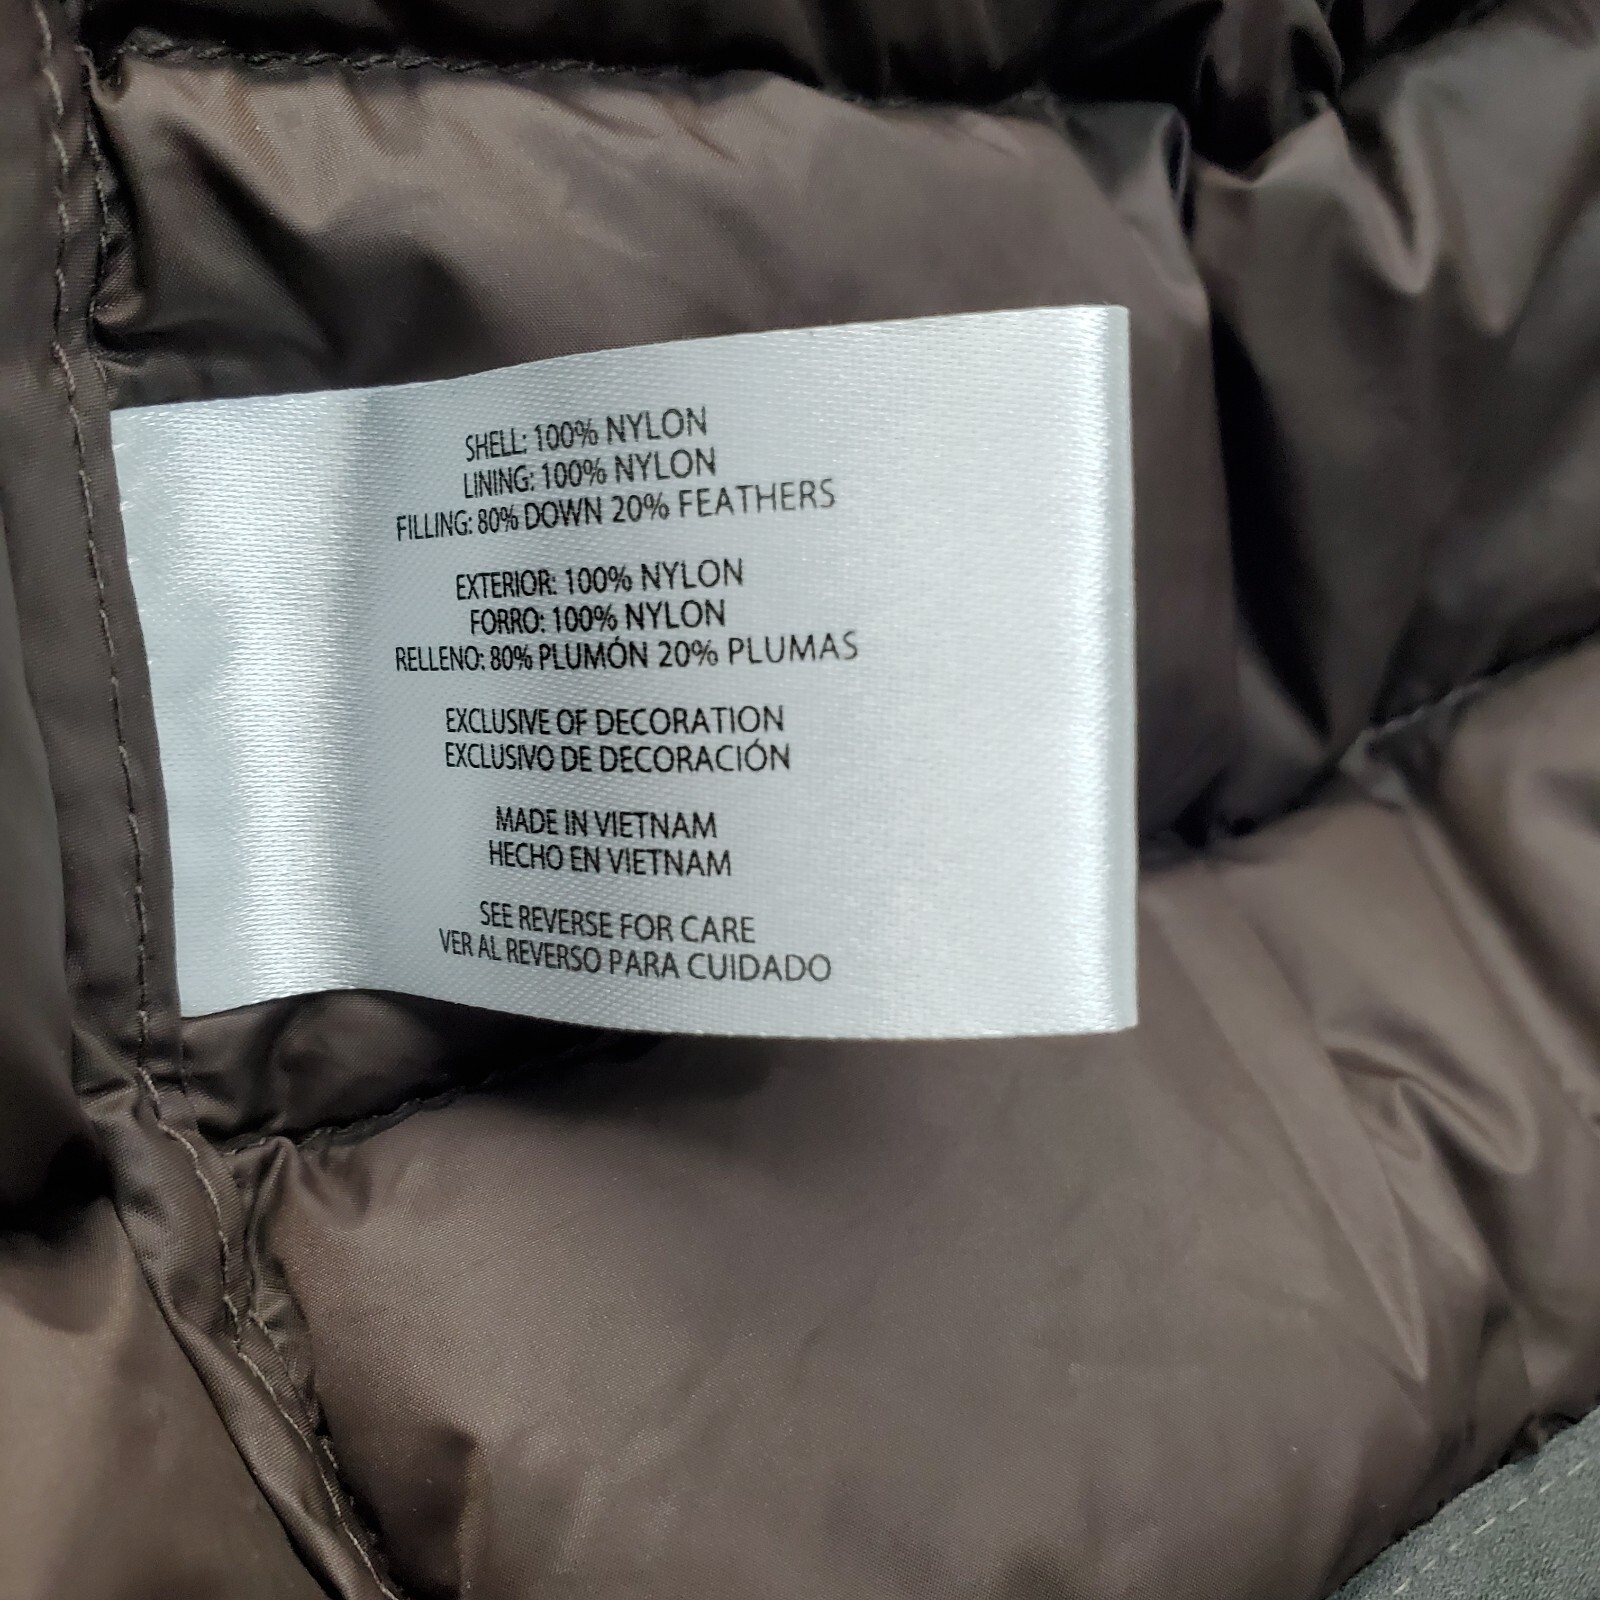 SHELL: 100% NYLON
LINING: 100% NYLON
FILLING: 80% DOWN 20% FEATHERS
EXTERIOR: 100% NYLON
FORRO: 100% NYLON
RELLENO: 80% PLUMÓN 20% PLUMAS
EXCLUSIVE OF DECORATION
EXCLUSIVO DE DECORACIÓN
MADE IN VIETNAM
HECHO EN VIETNAM
SEE REVERSE FOR CARE
VER AL REVERSO PARA CUIDADO